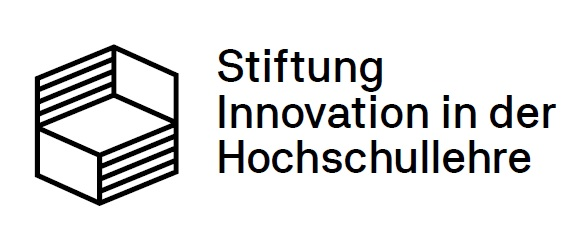 Stiftung
Innovation in der
Hochschullehre